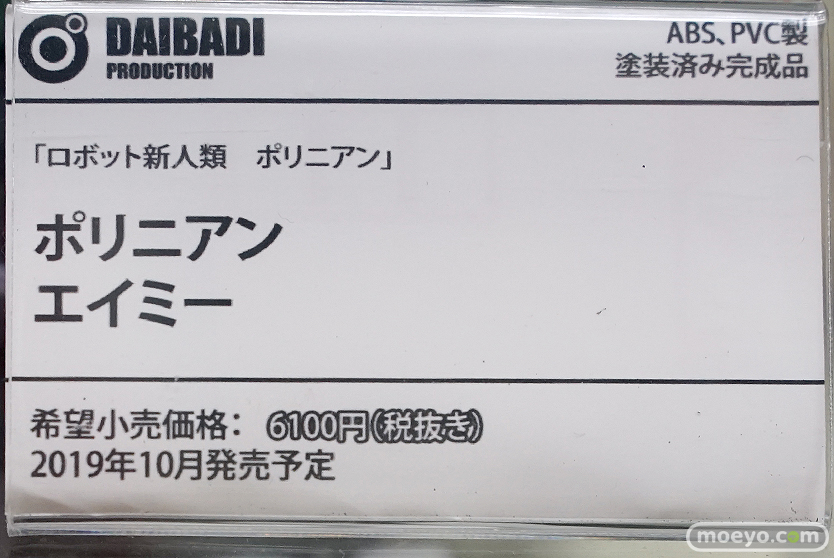 DAIBADI
PRODUCTION
ABS、PVC製
塗装済み完成品
「ロボット新人類　ポリニアン」
ポリニアン
エイミー
希望小売価格： 6100円(税抜き)
2019年10月発売予定
moeyo.com